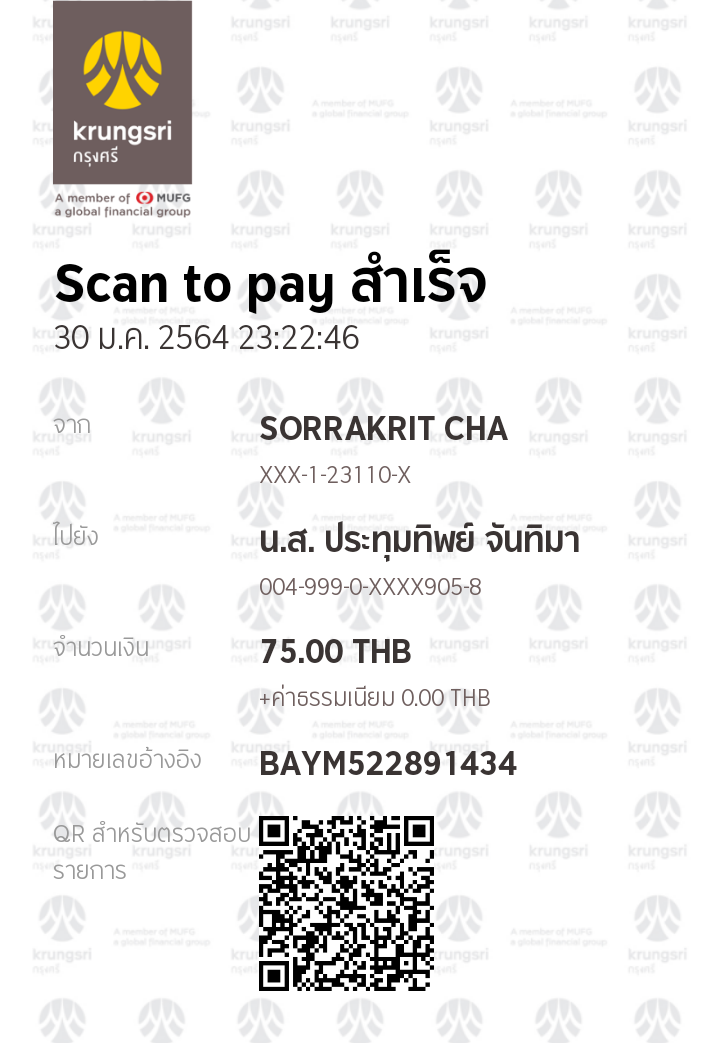 krungsri
กรุงศรี
A member of MUFG
a global financial group
Scan to pay สำเร็จ
30 ม.ค. 2564 23:22:46
จาก
SORRAKRIT CHA
XXX-1-23110-X
ไปยัง
น.ส. ประทุมทิพย์ จันทิมา
004-999-0-XXXX905-8
จำนวนเงิน
75.00 THB
+ค่าธรรมเนียม 0.00 THB
หมายเลขอ้างอิง
BAYM522891434
QR สำหรับตรวจสอบ
รายการ